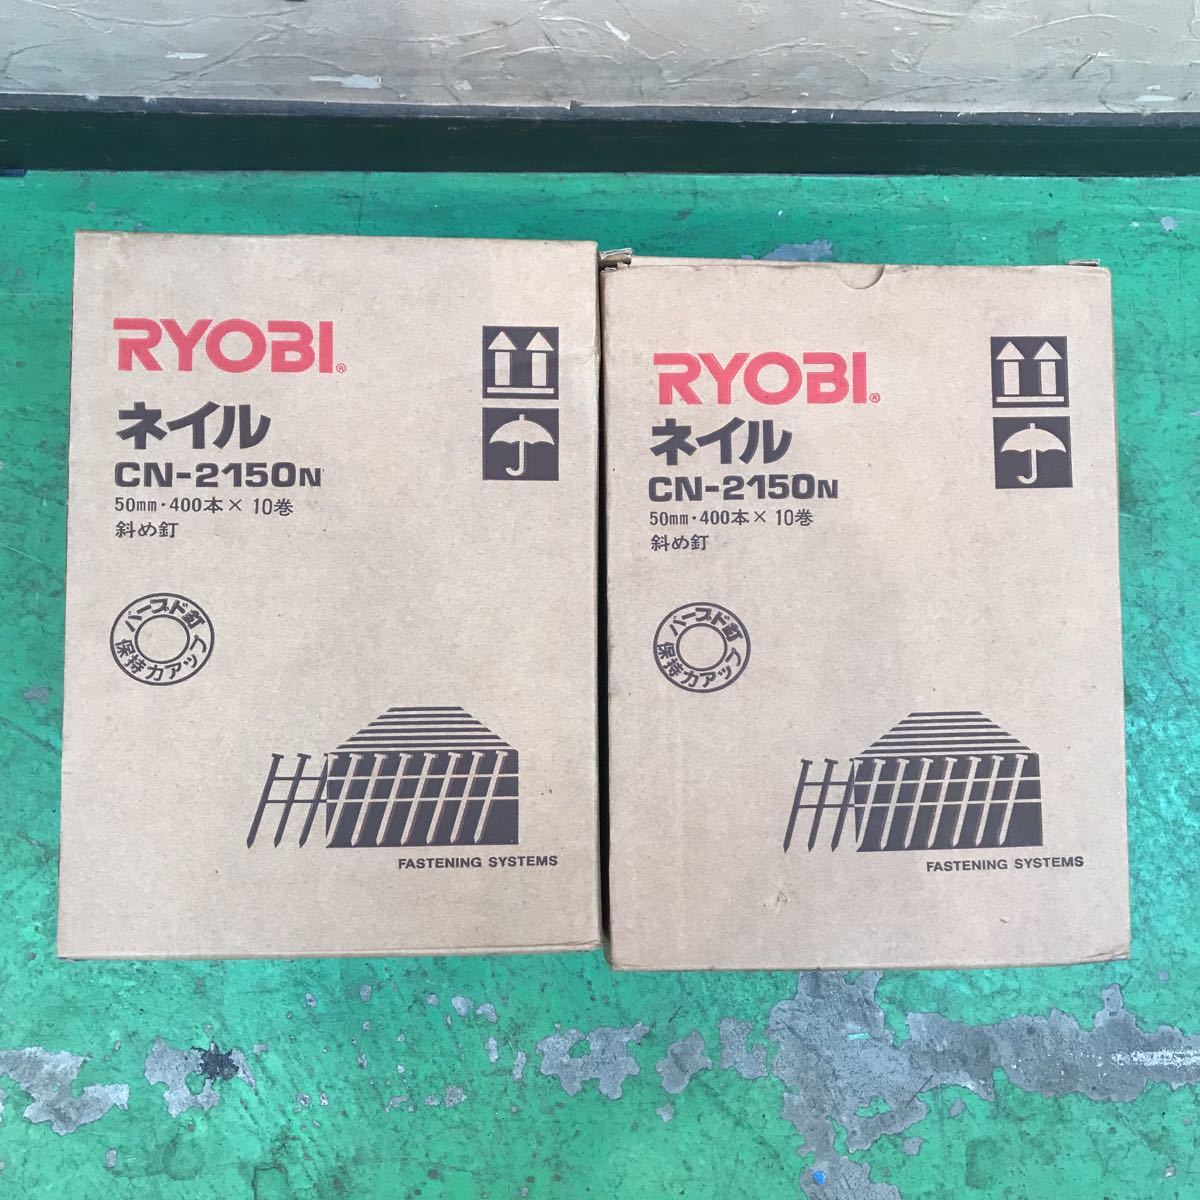 RYOBI®
ネイル
CN-2150N
50mm・400本× 10巻
斜め釘
バーブド釘
保持力アップ
FASTENING SYSTEMS
RYOBI®
ネイル
CN-2150N
50mm・400本× 10巻
斜め釘
バーブド釘
保持力アップ
FASTENING SYSTEMS